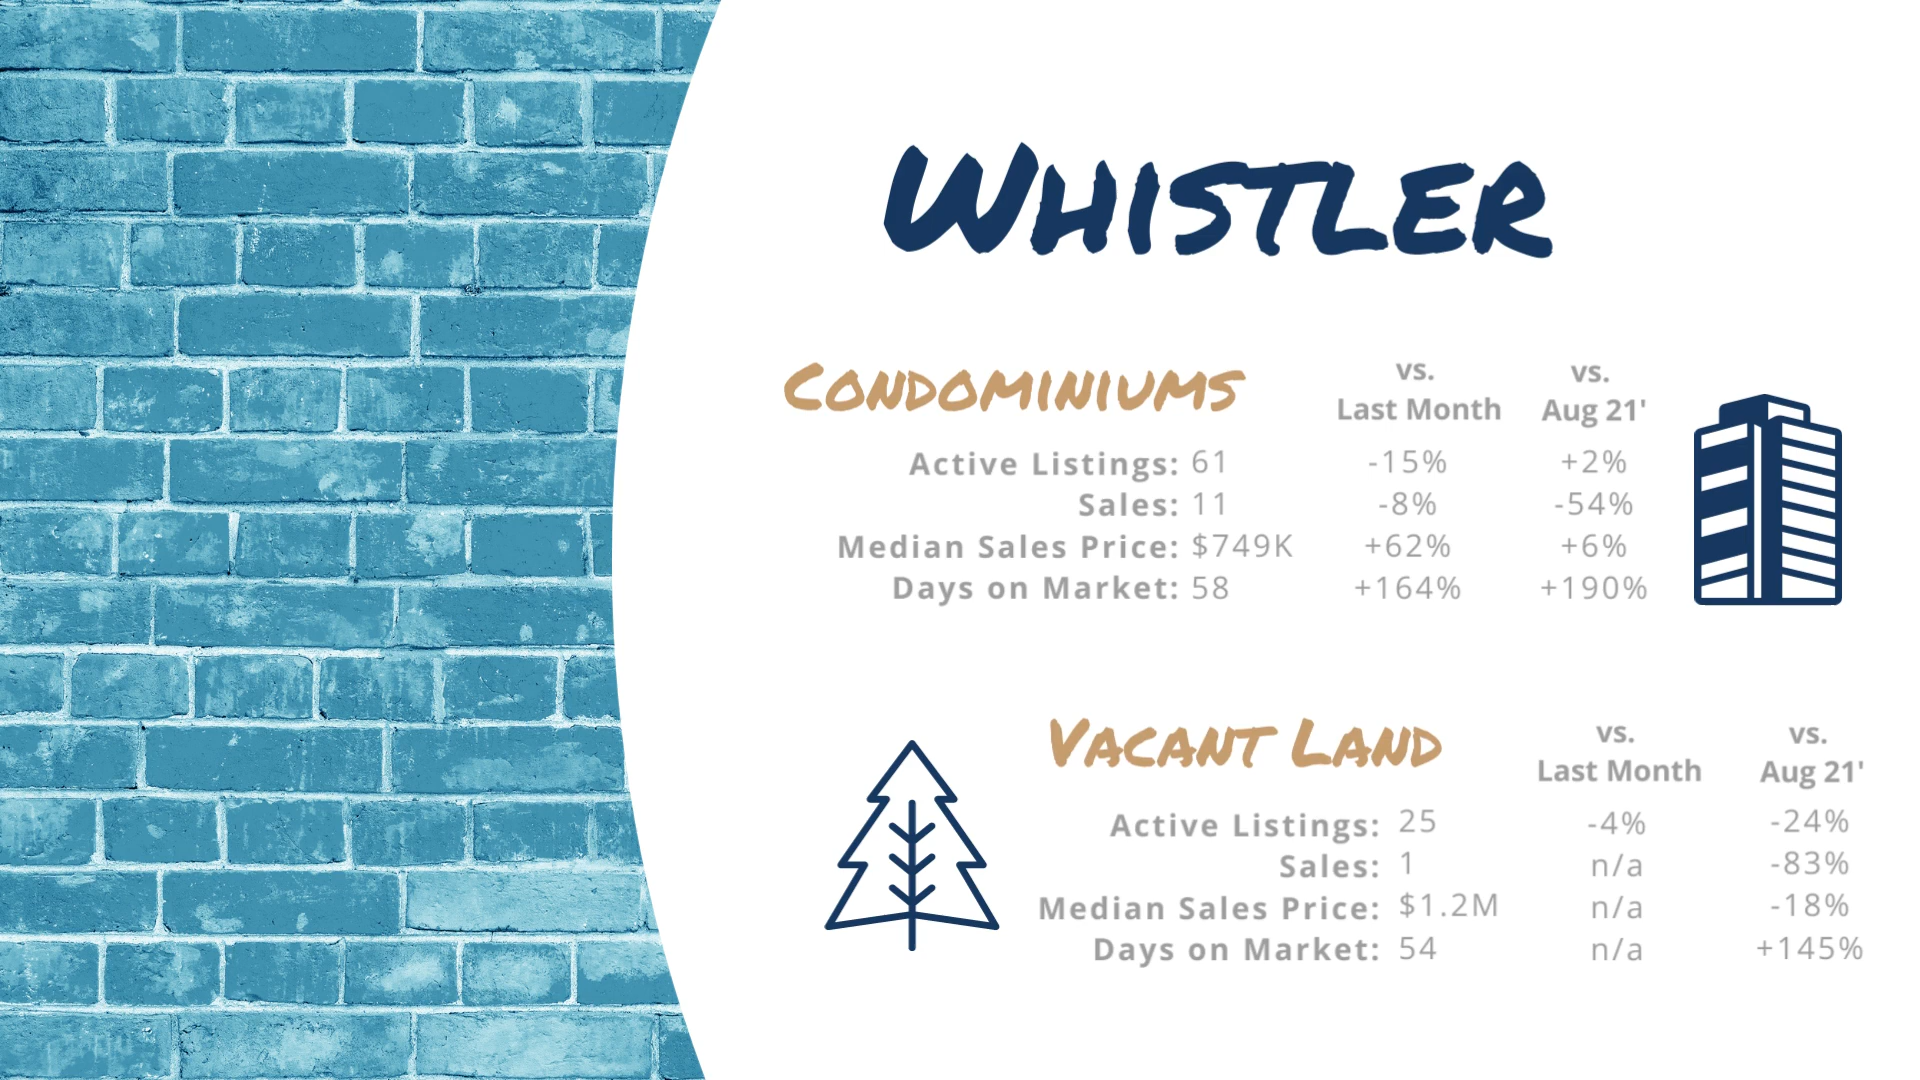 Whistler
Condominiums vs. Last Month vs. Aug 21'
Active Listings: 61 -15% +2%
Sales: 11 -8% -54%
Median Sales Price: $749K +62% +6%
Days on Market: 58 +164% +190%
Vacant Land vs. Last Month vs. Aug 21'
Active Listings: 25 -4% -24%
Sales: 1 n/a -83%
Median Sales Price: $1.2M n/a -18%
Days on Market: 54 n/a +145%